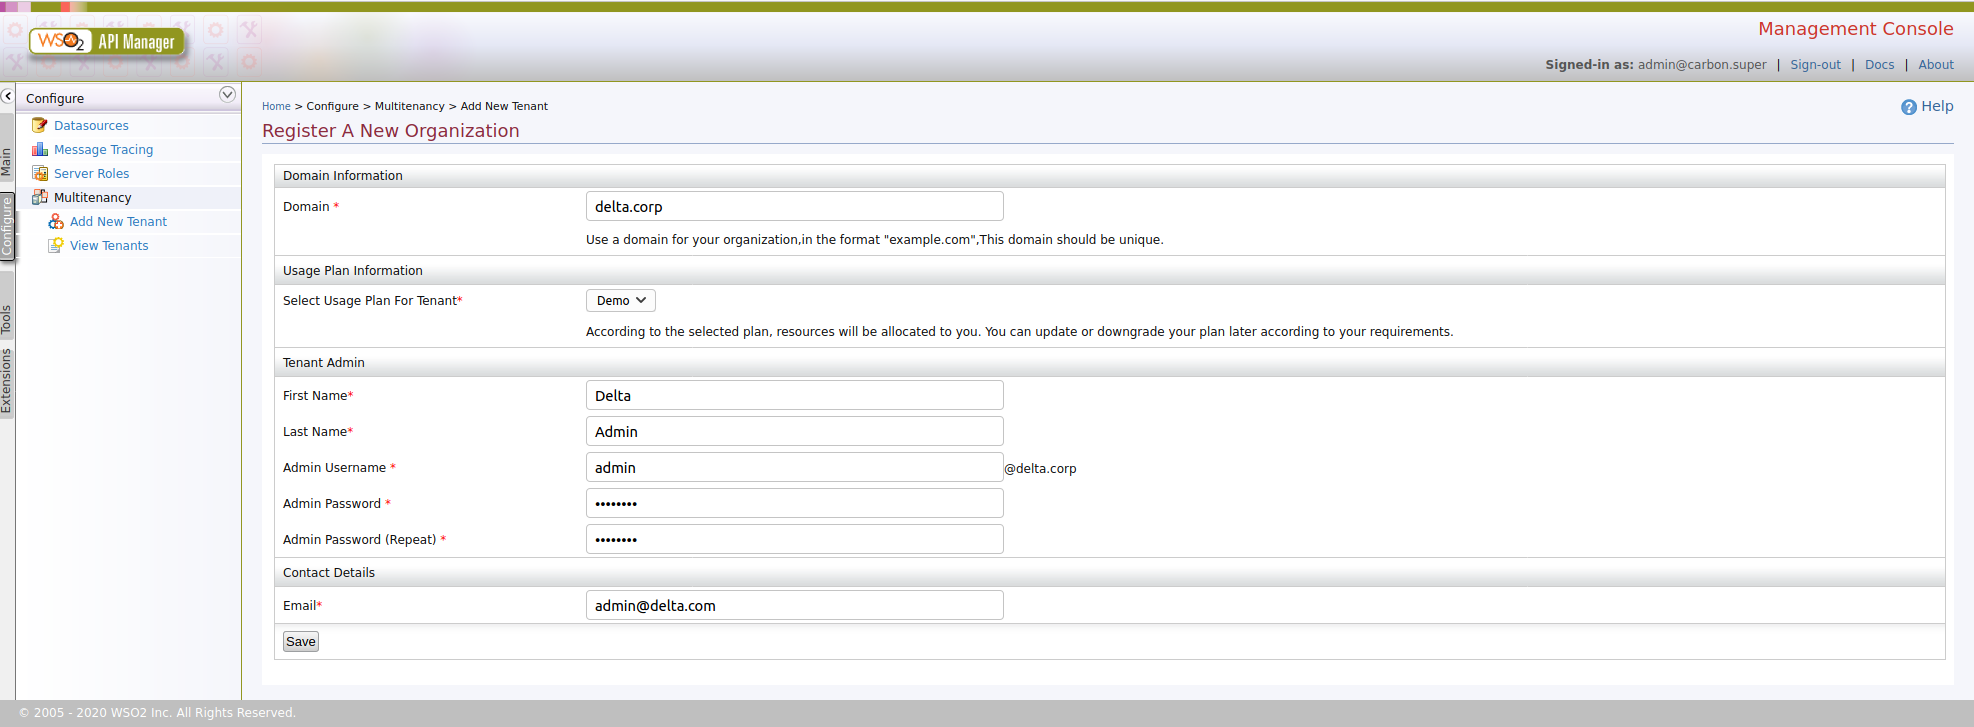 WSO2 API Manager
Management Console
Signed-in as: admin@carbon.super | Sign-out | Docs | About
Main
Configure
Tools
Extensions
Configure
Datasources
Message Tracing
Server Roles
Multitenancy
Add New Tenant
View Tenants
Home > Configure > Multitenancy > Add New Tenant
Help
Register A New Organization
Domain Information
Domain * delta.corp
Use a domain for your organization,in the format "example.com",This domain should be unique.
Usage Plan Information
Select Usage Plan For Tenant* Demo
According to the selected plan, resources will be allocated to you. You can update or downgrade your plan later according to your requirements.
Tenant Admin
First Name* Delta
Last Name* Admin
Admin Username * admin @delta.corp
Admin Password * ••••••••
Admin Password (Repeat) * ••••••••
Contact Details
Email* admin@delta.com
Save
© 2005 - 2020 WSO2 Inc. All Rights Reserved.